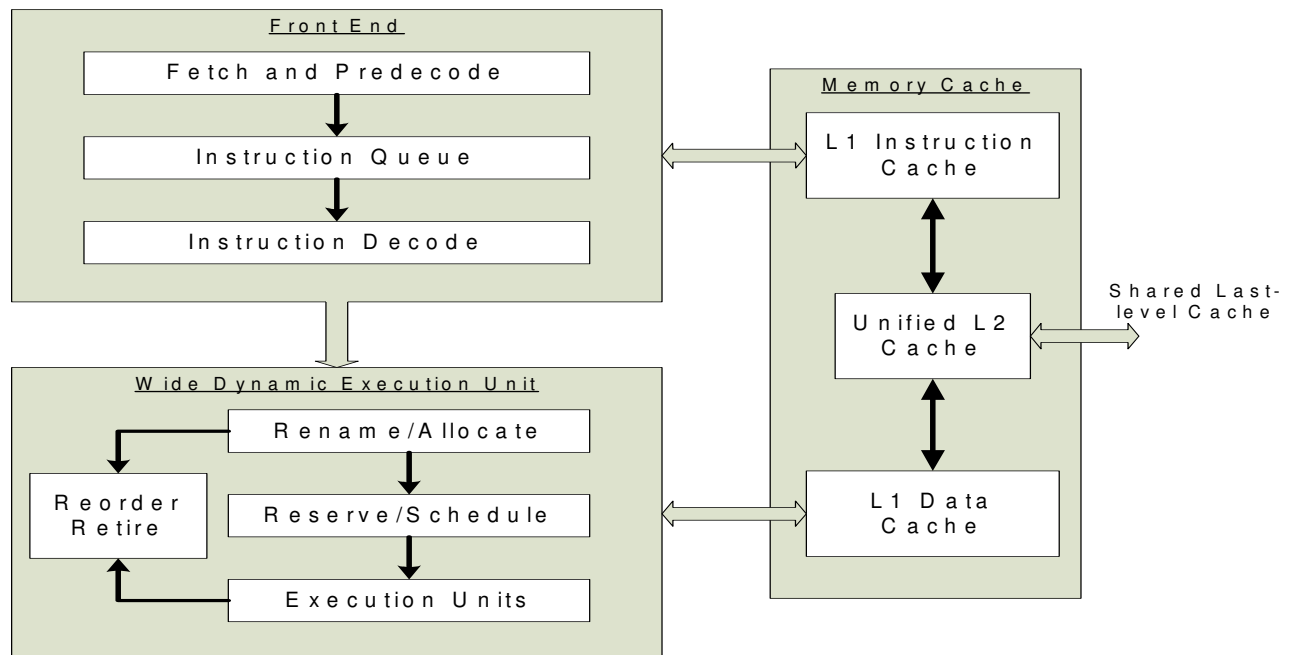 Front End
Fetch and Predecode
Instruction Queue
Instruction Decode
Wide Dynamic Execution Unit
Rename/Allocate
Reorder
Retire
Reserve/Schedule
Execution Units
Memory Cache
L1 Instruction
Cache
Unified L2
Cache
L1 Data
Cache
Shared Last-
level Cache